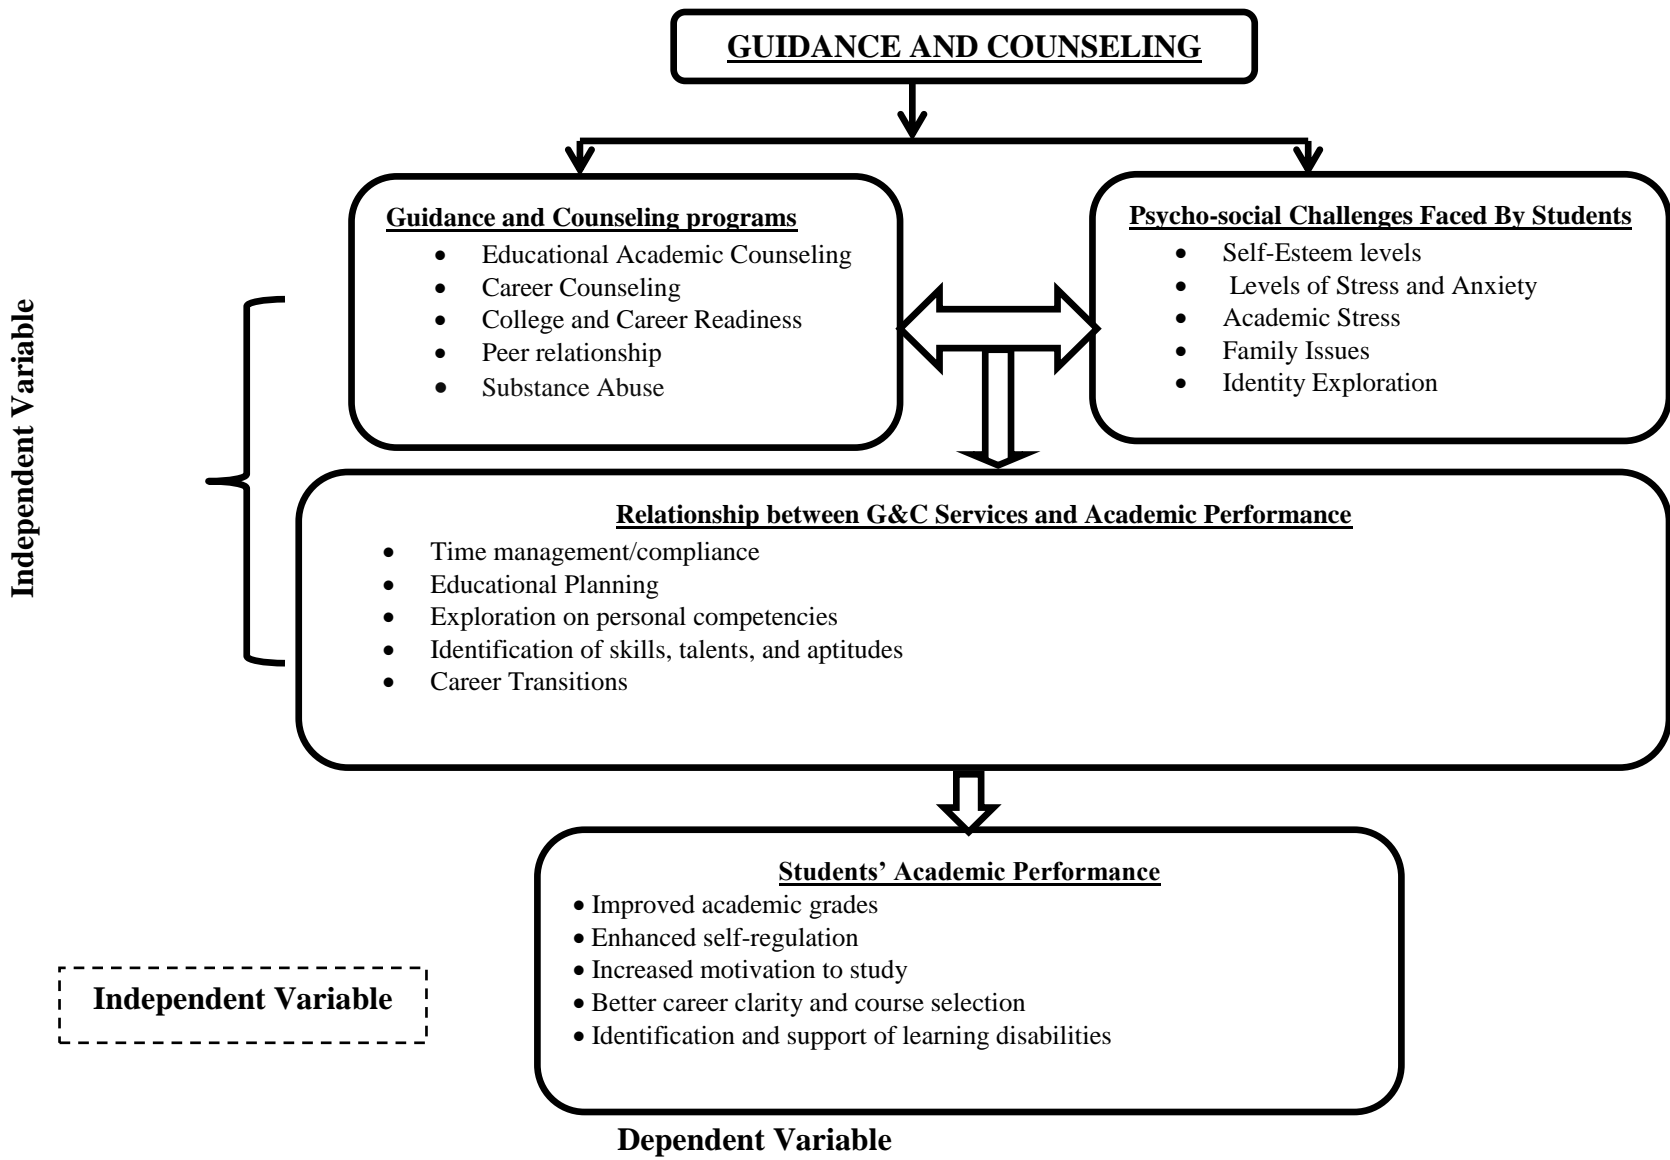 GUIDANCE AND COUNSELING
Guidance and Counseling programs
• Educational Academic Counseling
• Career Counseling
• College and Career Readiness
• Peer relationship
• Substance Abuse
Psycho-social Challenges Faced By Students
• Self-Esteem levels
• Levels of Stress and Anxiety
• Academic Stress
• Family Issues
• Identity Exploration
Independent Variable
Relationship between G&C Services and Academic Performance
• Time management/compliance
• Educational Planning
• Exploration on personal competencies
• Identification of skills, talents, and aptitudes
• Career Transitions
Students’ Academic Performance
• Improved academic grades
• Enhanced self-regulation
• Increased motivation to study
• Better career clarity and course selection
• Identification and support of learning disabilities
Independent Variable
Dependent Variable